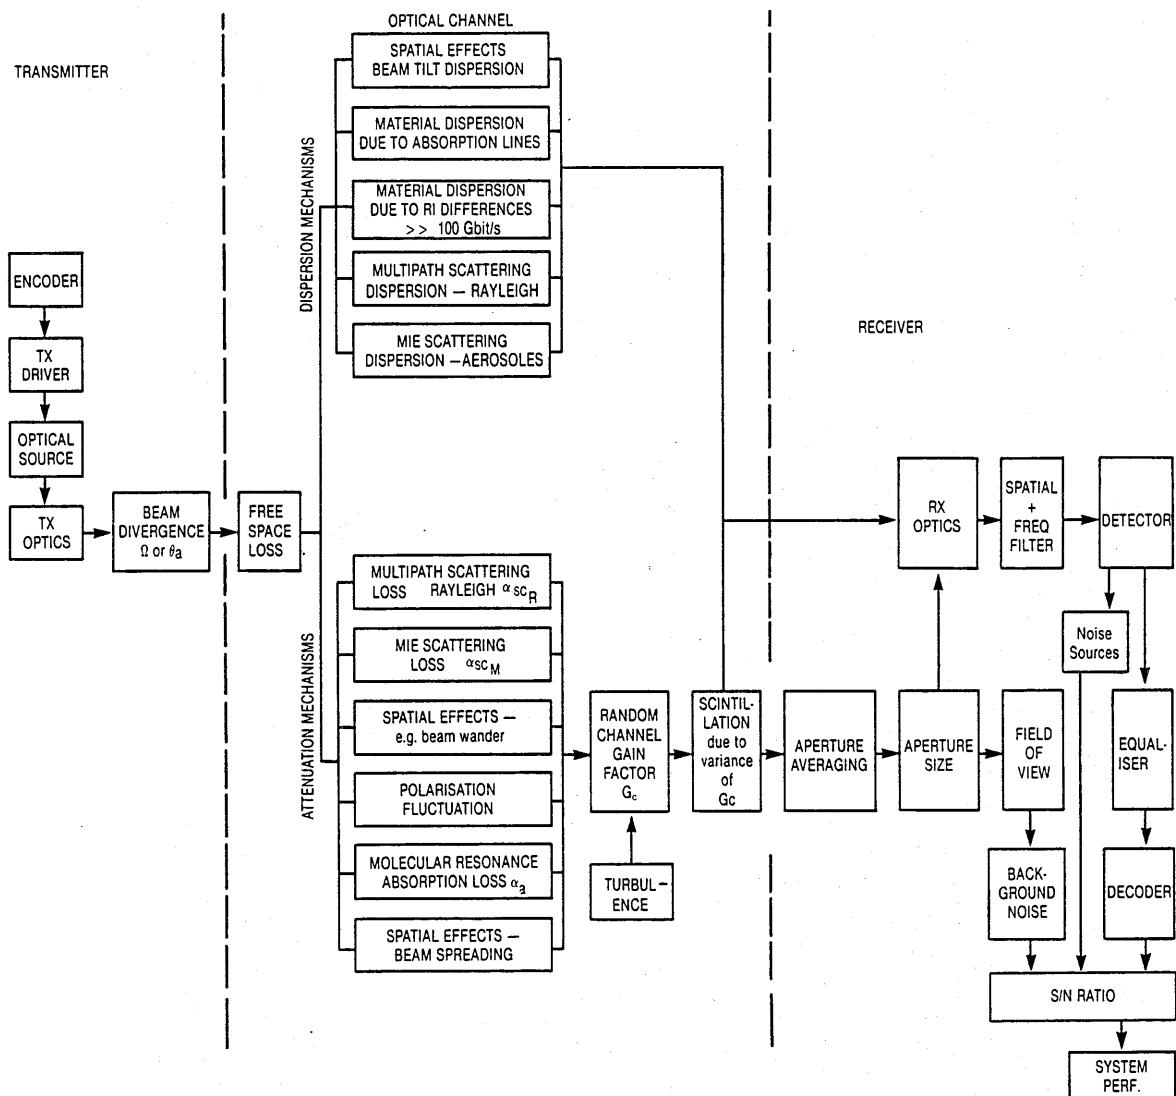 OPTICAL CHANNEL
TRANSMITTER
SPATIAL EFFECTS
BEAM TILT DISPERSION
MATERIAL DISPERSION
DUE TO ABSORPTION LINES
DISPERSION MECHANISMS
MATERIAL DISPERSION
DUE TO RI DIFFERENCES
>> 100 Gbit/s
MULTIPATH SCATTERING
DISPERSION — RAYLEIGH
MIE SCATTERING
DISPERSION — AEROSOLES
ENCODER
TX
DRIVER
OPTICAL
SOURCE
TX
OPTICS
BEAM
DIVERGENCE
Ω or θa
FREE
SPACE
LOSS
ATTENUATION MECHANISMS
MULTIPATH SCATTERING
LOSS RAYLEIGH αSCR
MIE SCATTERING
LOSS αSCM
SPATIAL EFFECTS —
e.g. beam wander
POLARISATION
FLUCTUATION
MOLECULAR RESONANCE
ABSORPTION LOSS αa
SPATIAL EFFECTS —
BEAM SPREADING
RANDOM
CHANNEL
GAIN
FACTOR
Gc
TURBUL–
ENCE
SCINTIL-
LATION
due to
variance
of
Gc
RECEIVER
APERTURE
AVERAGING
APERTURE
SIZE
RX
OPTICS
SPATIAL
+
FREQ
FILTER
DETECTOR
Noise
Sources
FIELD
OF
VIEW
EQUAL-
ISER
BACK-
GROUND
NOISE
DECODER
S/N RATIO
SYSTEM
PERF.